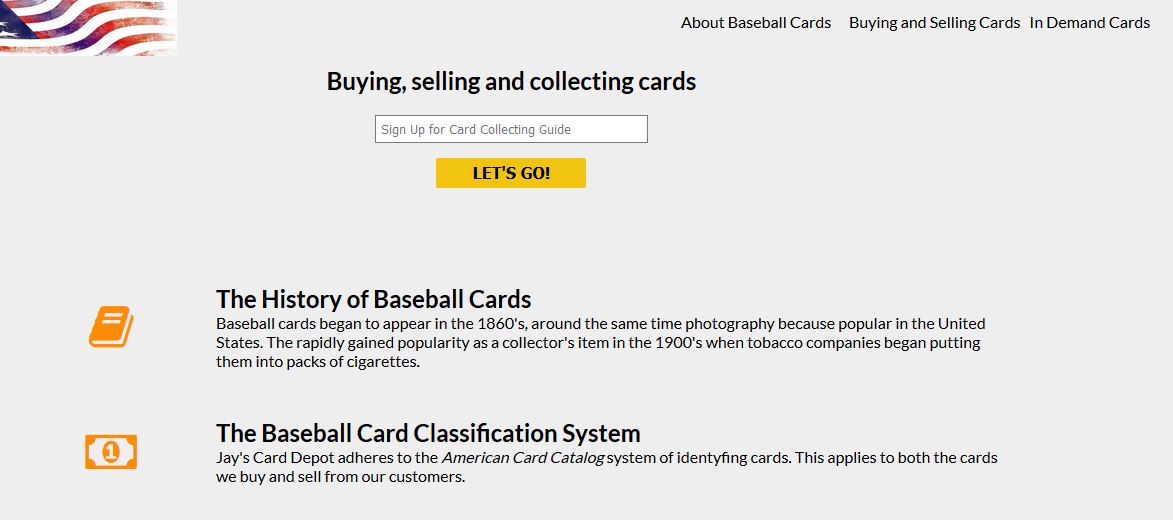 About Baseball Cards Buying and Selling Cards In Demand Cards
Buying, selling and collecting cards
Sign Up for Card Collecting Guide
LET'S GO!
The History of Baseball Cards
Baseball cards began to appear in the 1860's, around the same time photography because popular in the United
States. The rapidly gained popularity as a collector's item in the 1900's when tobacco companies began putting
them into packs of cigarettes.
1
The Baseball Card Classification System
Jay's Card Depot adheres to the American Card Catalog system of identyfing cards. This applies to both the cards
we buy and sell from our customers.